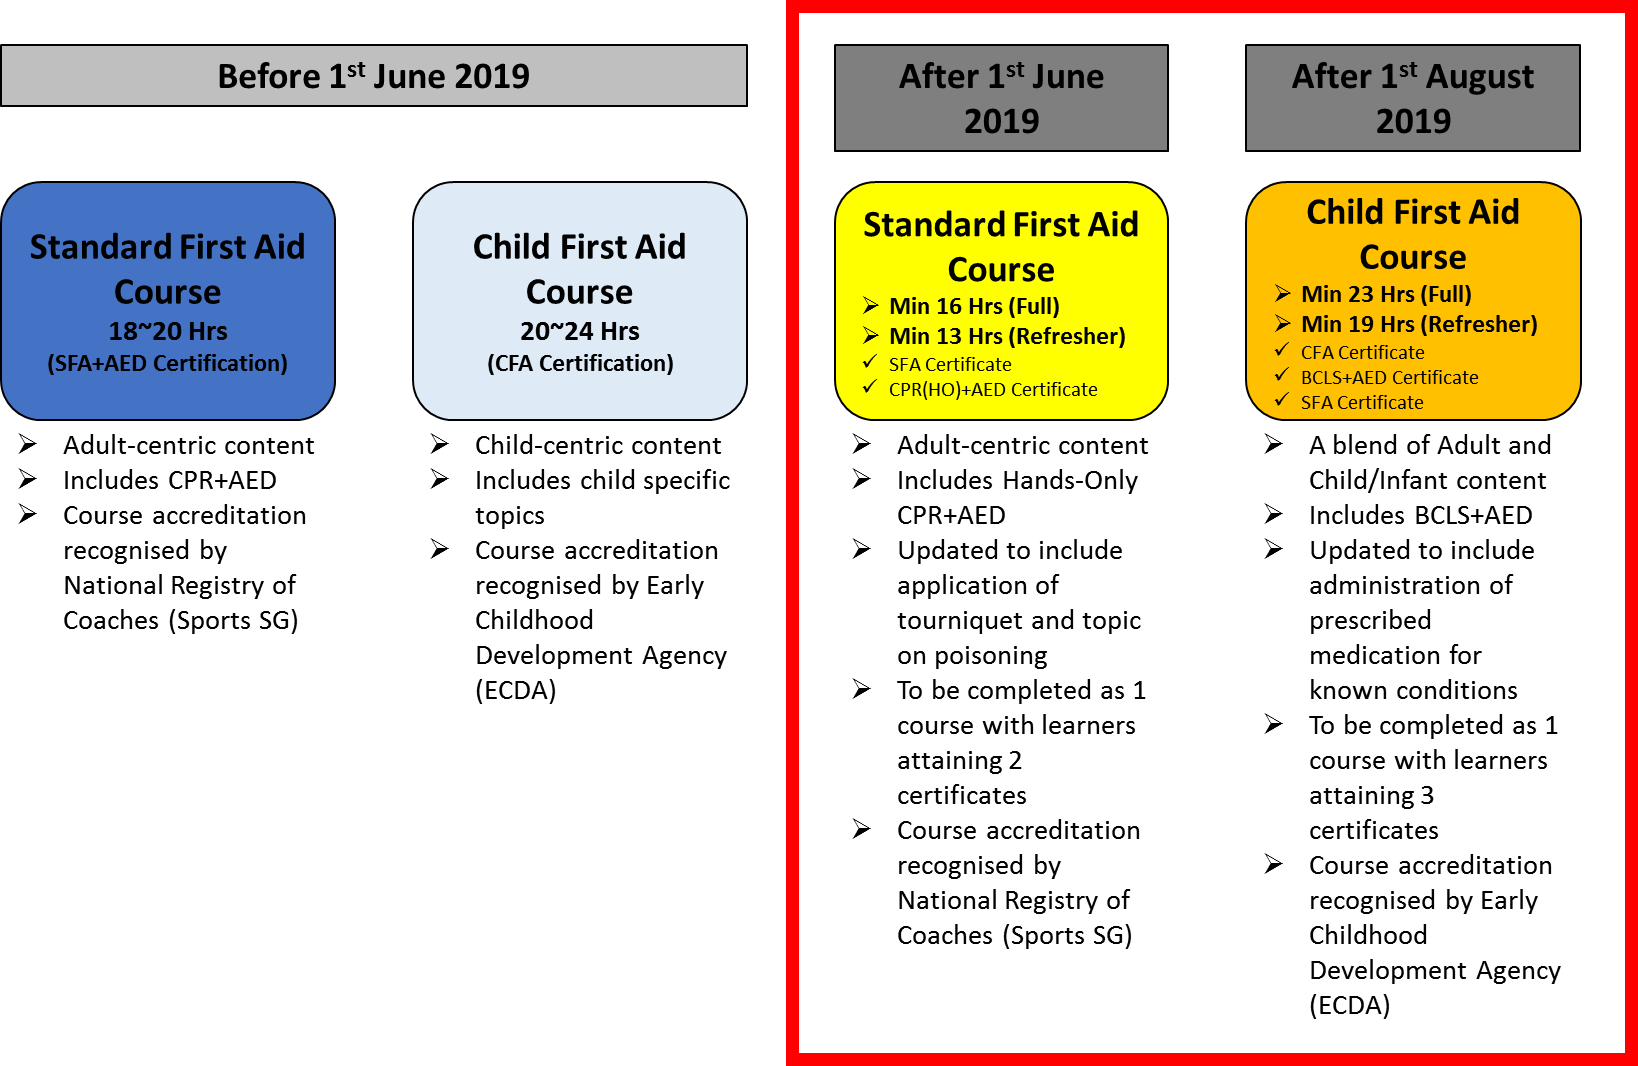 Before 1st June 2019
Standard First Aid
Course
18~20 Hrs
(SFA+AED Certification)
➢ Adult-centric content
➢ Includes CPR+AED
➢ Course accreditation
recognised by
National Registry of
Coaches (Sports SG)
Child First Aid
Course
20~24 Hrs
(CFA Certification)
➢ Child-centric content
➢ Includes child specific
topics
➢ Course accreditation
recognised by Early
Childhood
Development Agency
(ECDA)
After 1st June
2019
Standard First Aid
Course
➢ Min 16 Hrs (Full)
➢ Min 13 Hrs (Refresher)
✓ SFA Certificate
✓ CPR(HO)+AED Certificate
➢ Adult-centric content
➢ Includes Hands-Only
CPR+AED
➢ Updated to include
application of
tourniquet and topic
on poisoning
➢ To be completed as 1
course with learners
attaining 2
certificates
➢ Course accreditation
recognised by
National Registry of
Coaches (Sports SG)
After 1st August
2019
Child First Aid
Course
➢ Min 23 Hrs (Full)
➢ Min 19 Hrs (Refresher)
✓ CFA Certificate
✓ BCLS+AED Certificate
✓ SFA Certificate
➢ A blend of Adult and
Child/Infant content
➢ Includes BCLS+AED
➢ Updated to include
administration of
prescribed
medication for
known conditions
➢ To be completed as 1
course with learners
attaining 3
certificates
➢ Course accreditation
recognised by Early
Childhood
Development Agency
(ECDA)